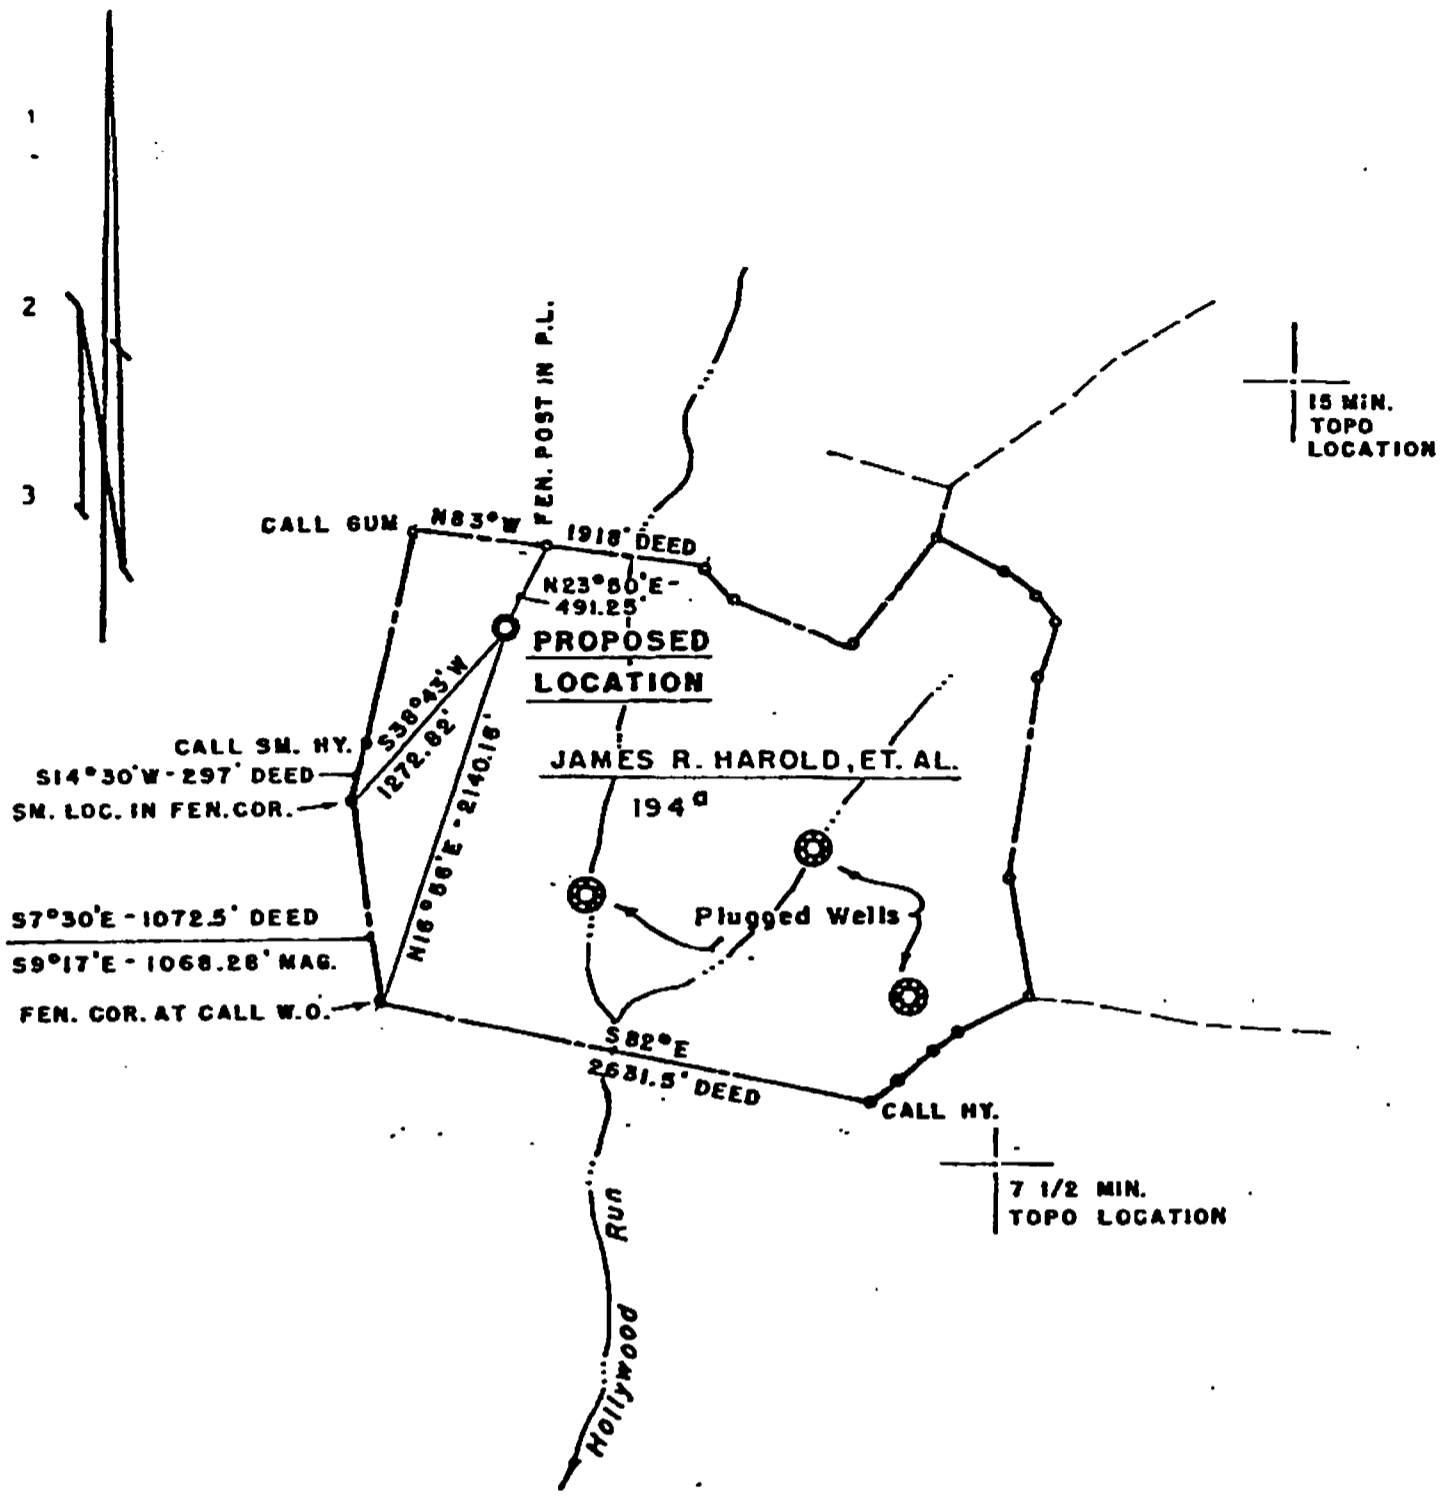 1
2
3
FEN. POST IN P.L.
15 MIN.
TOPO
LOCATION
CALL GUM
N83°W
1918' DEED
N23°50'E-
491.25'
PROPOSED
LOCATION
S38°43'W
1272.82'
N16°56'E - 2140.16'
CALL SM. HY.
S14°30'W - 297' DEED
SM. LOC. IN FEN. COR.
JAMES R. HAROLD, ET. AL.
194a
Plugged Wells
S7°30'E - 1072.5' DEED
S9°17'E - 1068.28' MAG.
FEN. COR. AT CALL W.O.
S82°E
2631.5' DEED
CALL HY.
7 1/2 MIN.
TOPO LOCATION
Hollywood Run